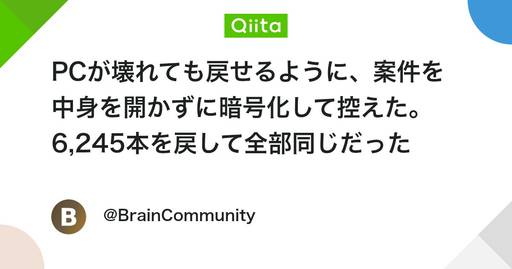 Qiita
PCが壊れても戻せるように、案件を
中身を開かずに暗号化して控えた。
6,245本を戻して全部同じだった
B
@BrainCommunity